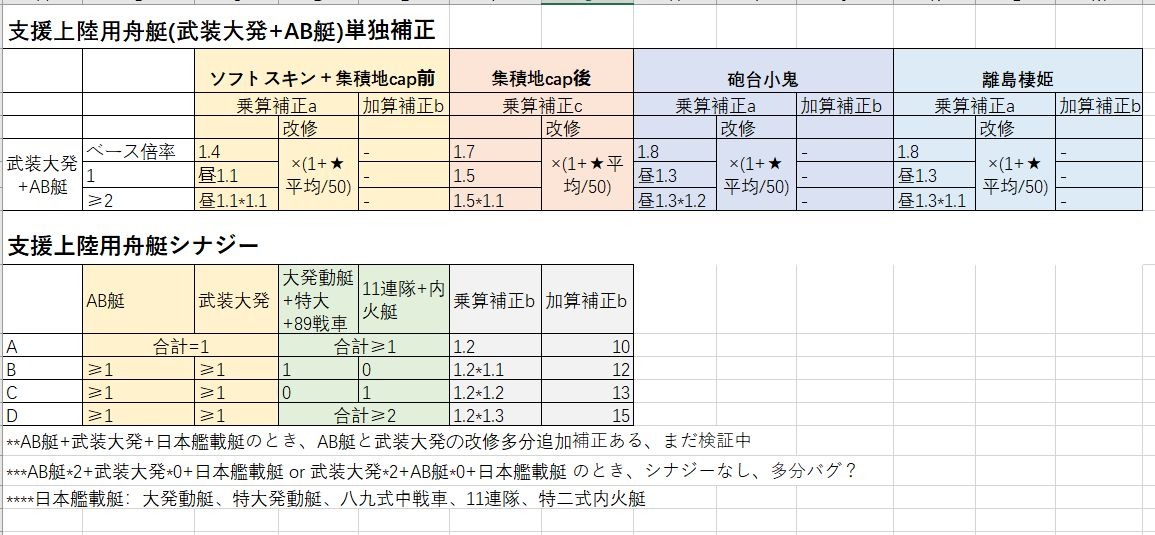 支援上陸用舟艇(武装大発+AB艇)単独補正
ソフトスキン+集積地cap前 集積地cap後 砲台小鬼 離島棲姫
乗算補正a 加算補正b 乗算補正c 乗算補正a 加算補正b 乗算補正a 加算補正b
改修 改修 改修 改修
武装大発+AB艇
ベース倍率 1.4 ×(1+★平均/50) - 1.7 ×(1+★平均/50) 1.8 ×(1+★平均/50) - 1.8 ×(1+★平均/50) -
1 昼1.1 - 1.5 昼1.3 - 昼1.3 -
≥2 昼1.1*1.1 - 1.5*1.1 昼1.3*1.2 - 昼1.3*1.1 -
支援上陸用舟艇シナジー
AB艇 武装大発 大発動艇+特大+89戦車 11連隊+内火艇 乗算補正b 加算補正b
A 合計=1 合計≥1 1.2 10
B ≥1 ≥1 1 0 1.2*1.1 12
C ≥1 ≥1 0 1 1.2*1.2 13
D ≥1 ≥1 合計≥2 1.2*1.3 15
**AB艇+武装大発+日本艦載艇のとき、AB艇と武装大発の改修多分追加補正ある、まだ検証中
***AB艇*2+武装大発*0+日本艦載艇 or 武装大発*2+AB艇*0+日本艦載艇 のとき、シナジーなし、多分バグ？
****日本艦載艇：大発動艇、特大発動艇、八九式中戦車、11連隊、特二式内火艇